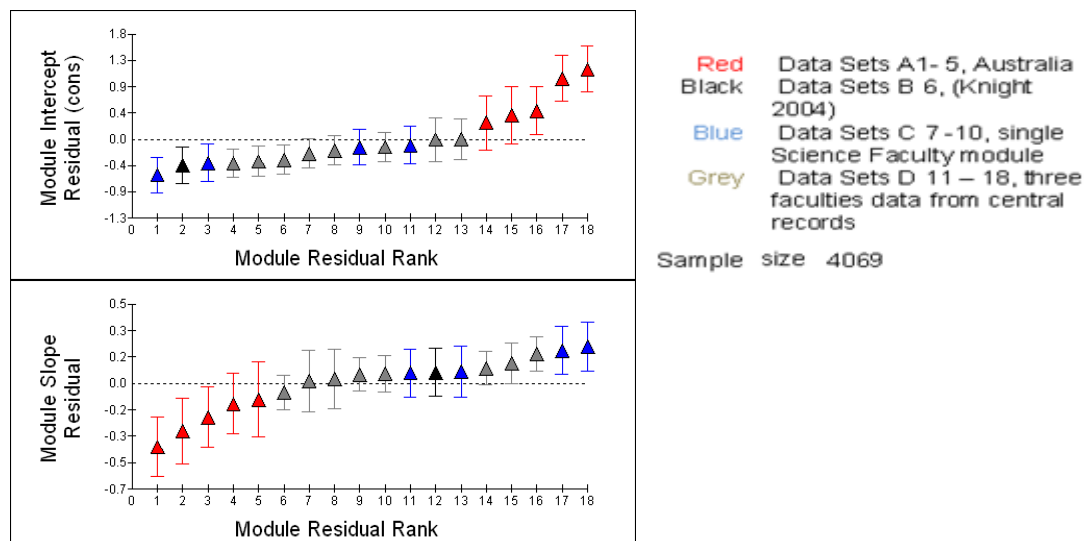 1.8
1.3
0.9
0.4
0.0
-0.4
-0.9
-1.3
0 1 2 3 4 5 6 7 8 9 10 11 12 13 14 15 16 17 18
Module Intercept
Residual (cons)
Module Residual Rank
0.5
0.3
0.2
0.0
-0.2
-0.3
-0.5
-0.7
0 1 2 3 4 5 6 7 8 9 10 11 12 13 14 15 16 17 18
Module Slope
Residual
Module Residual Rank
Red Data Sets A1- 5, Australia
Black Data Sets B 6, (Knight
2004)
Blue Data Sets C 7 -10, single
Science Faculty module
Grey Data Sets D 11 – 18, three
faculties data from central
records
Sample size 4069